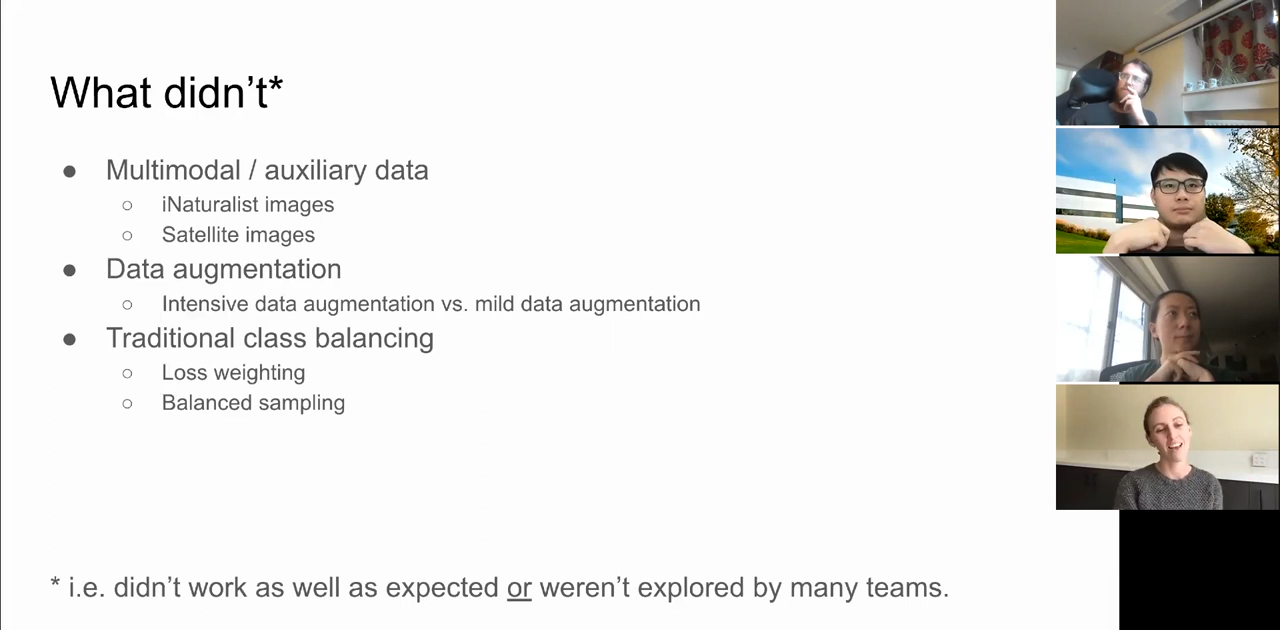 What didn't*
● Multimodal / auxiliary data
○ iNaturalist images
○ Satellite images
● Data augmentation
○ Intensive data augmentation vs. mild data augmentation
● Traditional class balancing
○ Loss weighting
○ Balanced sampling
* i.e. didn't work as well as expected or weren't explored by many teams.